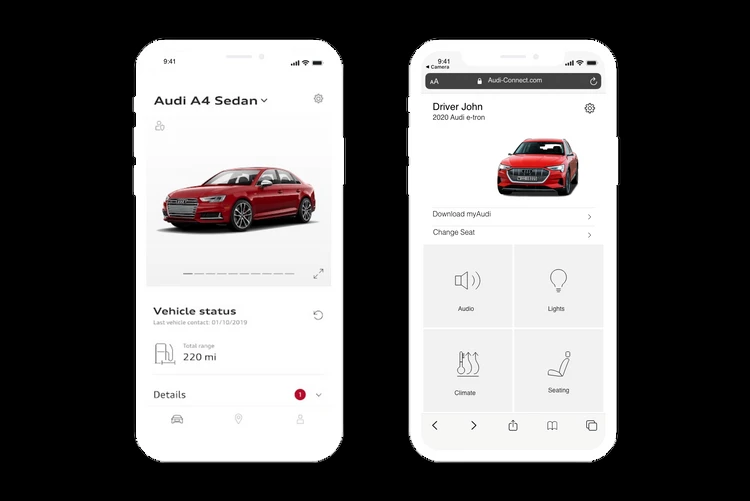 9:41
Audi A4 Sedan
Vehicle status
Last vehicle contact: 01/10/2019
Total range
220 mi
Details
1
9:41
Camera
AA
Audi-Connect.com
Driver John
2020 Audi e-tron
Download myAudi
Change Seat
Audio
Lights
Climate
Seating